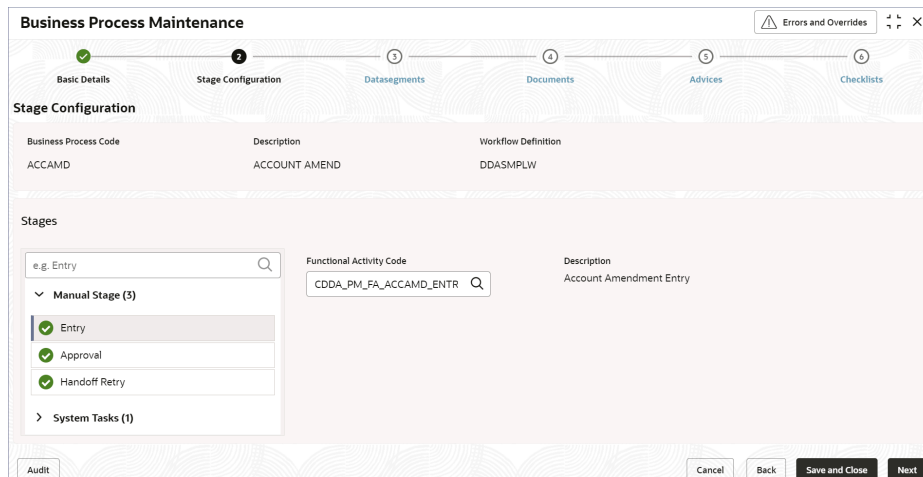 Business Process Maintenance
Errors and Overrides
2 3 4 5 6
Basic Details Stage Configuration Datasegments Documents Advices Checklists
Stage Configuration
Business Process Code Description Workflow Definition
ACCAMD ACCOUNT AMEND DDASMPLW
Stages
e.g. Entry
Functional Activity Code Description
CDDA_PM_FA_ACCAMD_ENTR Account Amendment Entry
Manual Stage (3)
Entry
Approval
Handoff Retry
System Tasks (1)
Audit Cancel Back Save and Close Next